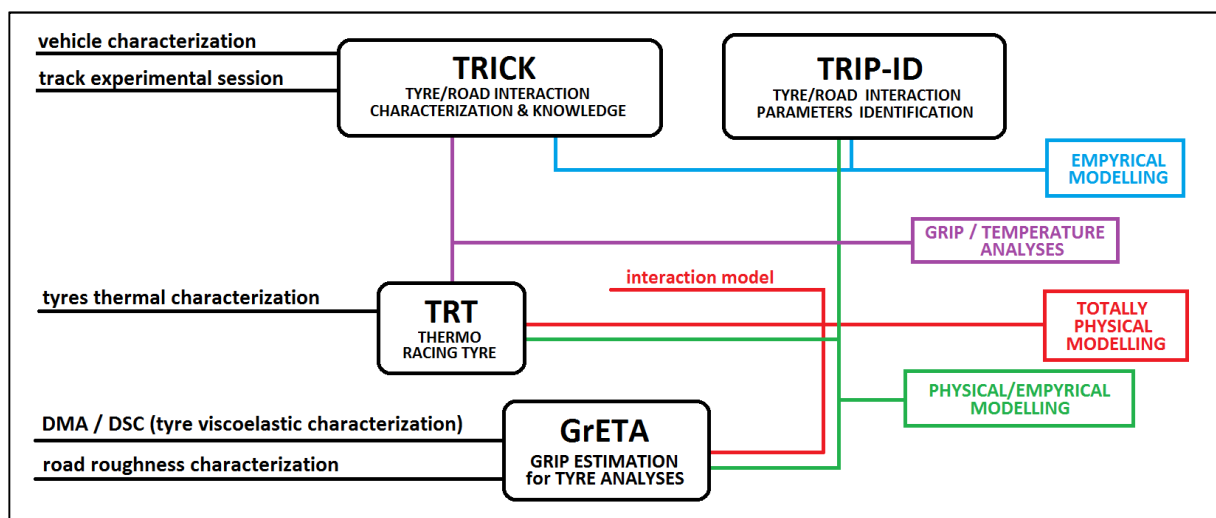 vehicle characterization
track experimental session
TRICK
TYRE/ROAD INTERACTION
CHARACTERIZATION & KNOWLEDGE
TRIP-ID
TYRE/ROAD INTERACTION
PARAMETERS IDENTIFICATION
EMPYRICAL
MODELLING
GRIP / TEMPERATURE
ANALYSES
interaction model
tyres thermal characterization
TRT
THERMO
RACING TYRE
TOTALLY
PHYSICAL
MODELLING
PHYSICAL/EMPYRICAL
MODELLING
DMA / DSC (tyre viscoelastic characterization)
road roughness characterization
GrETA
GRIP ESTIMATION
for TYRE ANALYSES